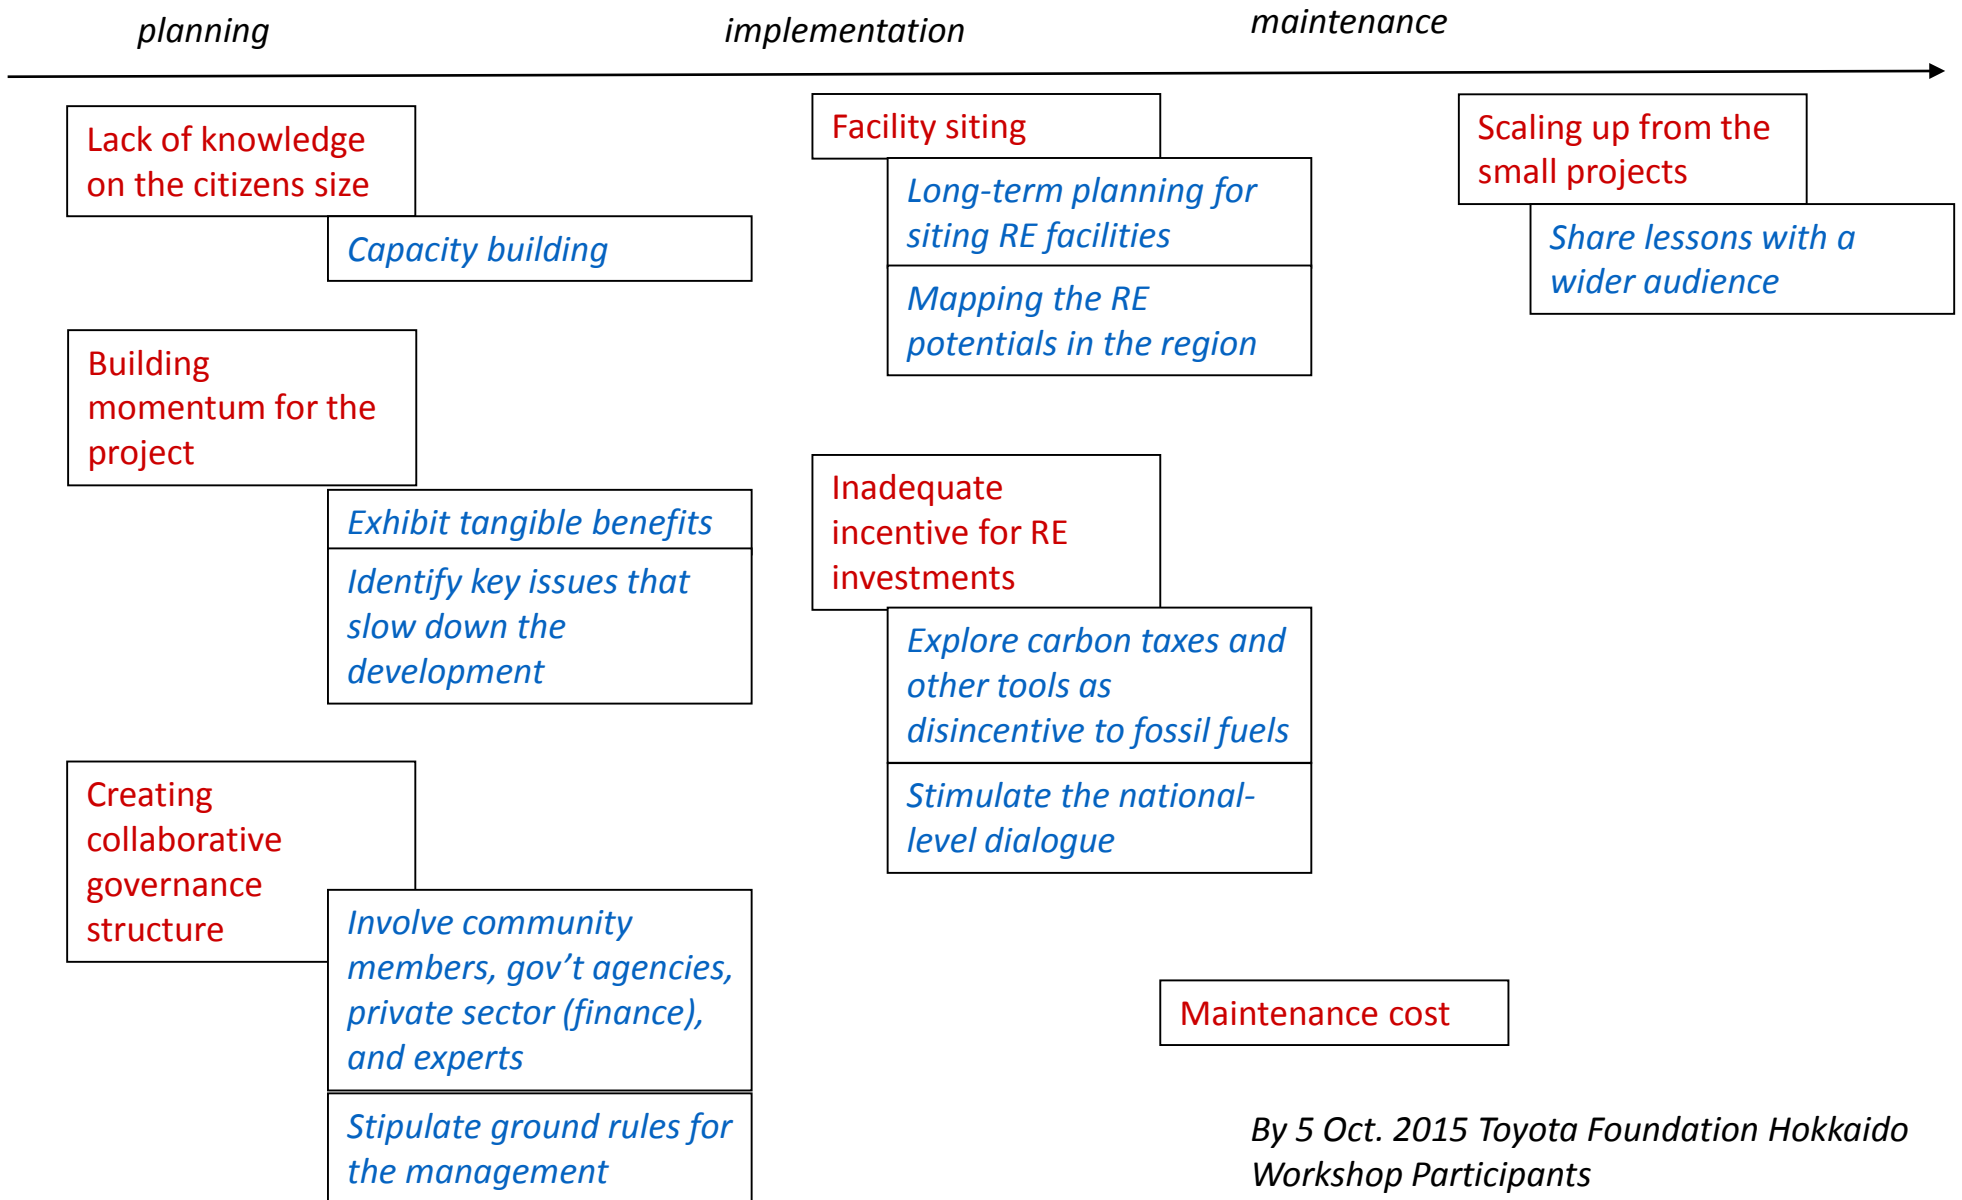 planning
implementation
maintenance
Lack of knowledge
on the citizens size
Capacity building
Building
momentum for the
project
Exhibit tangible benefits
Identify key issues that
slow down the
development
Creating
collaborative
governance
structure
Involve community
members, gov’t agencies,
private sector (finance),
and experts
Stipulate ground rules for
the management
Facility siting
Long-term planning for
siting RE facilities
Mapping the RE
potentials in the region
Inadequate
incentive for RE
investments
Explore carbon taxes and
other tools as
disincentive to fossil fuels
Stimulate the national-
level dialogue
Maintenance cost
Scaling up from the
small projects
Share lessons with a
wider audience
By 5 Oct. 2015 Toyota Foundation Hokkaido
Workshop Participants